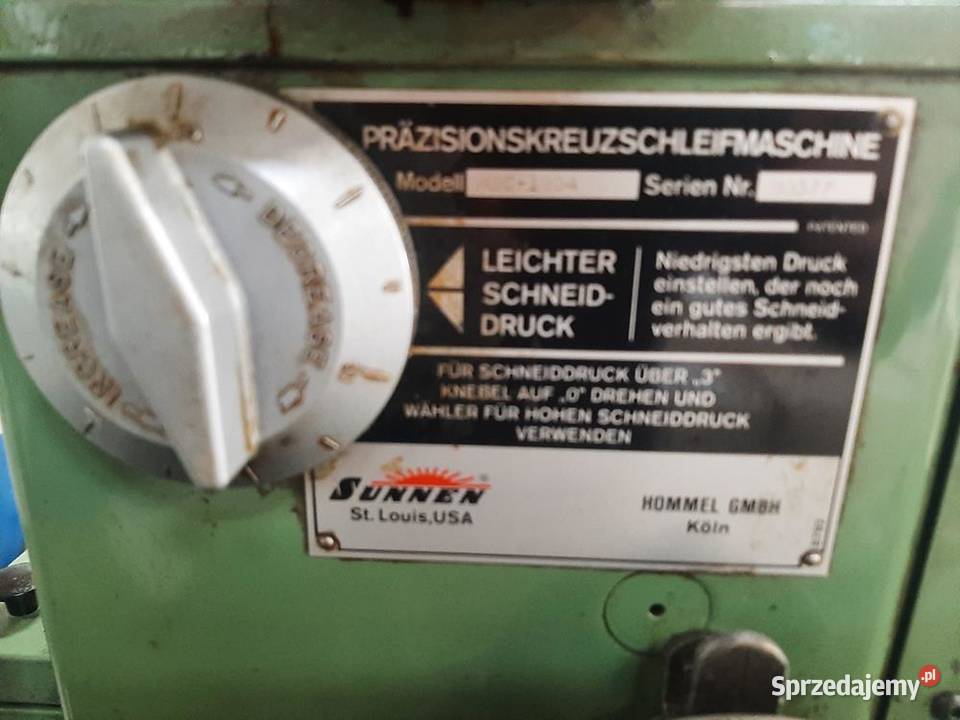 PRÄZISIONSKREUZSCHLEIFMASCHINE
Modell Serien Nr.
PATENTED
LEICHTER
SCHNEID-
DRUCK
Niedrigsten Druck
einstellen, der noch
ein gutes Schneid-
verhalten ergibt.
FÜR SCHNEIDDRUCK ÜBER „3"
KNEBEL AUF „0" DREHEN UND
WÄHLER FÜR HOHEN SCHNEIDDRUCK
VERWENDEN
SUNNEN®
St. Louis, USA
HOMMEL GMBH
Köln
DECREASE
INCREASE
Sprzedajemy.pl